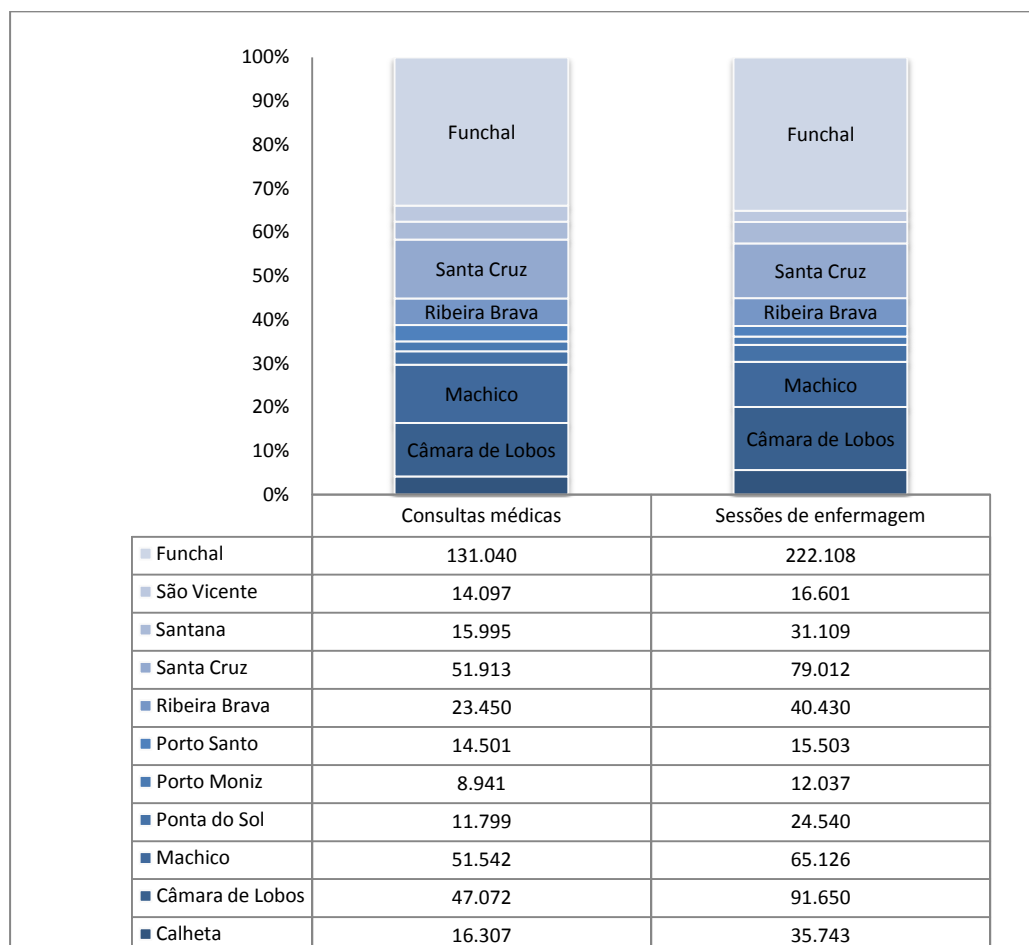 100%
90%
80%
70%
60%
50%
40%
30%
20%
10%
0%
Funchal
Santa Cruz
Ribeira Brava
Machico
Câmara de Lobos
Funchal
Santa Cruz
Ribeira Brava
Machico
Câmara de Lobos
Consultas médicas Sessões de enfermagem
Funchal 131.040 222.108
São Vicente 14.097 16.601
Santana 15.995 31.109
Santa Cruz 51.913 79.012
Ribeira Brava 23.450 40.430
Porto Santo 14.501 15.503
Porto Moniz 8.941 12.037
Ponta do Sol 11.799 24.540
Machico 51.542 65.126
Câmara de Lobos 47.072 91.650
Calheta 16.307 35.743